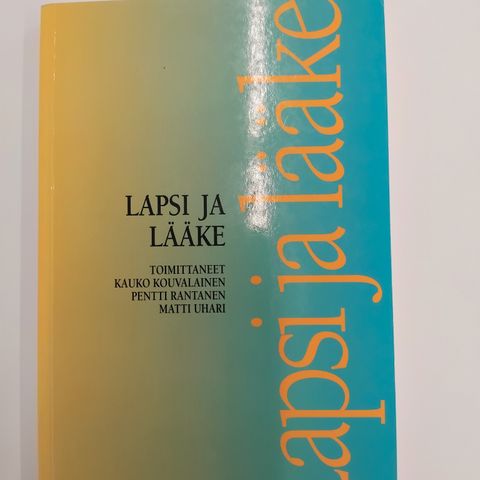 LAPSI JA
LÄÄKE
TOIMITTANEET
KAUKO KOUVALAINEN
PENTTI RANTANEN
MATTI UHARI
Lapsi ja lääke